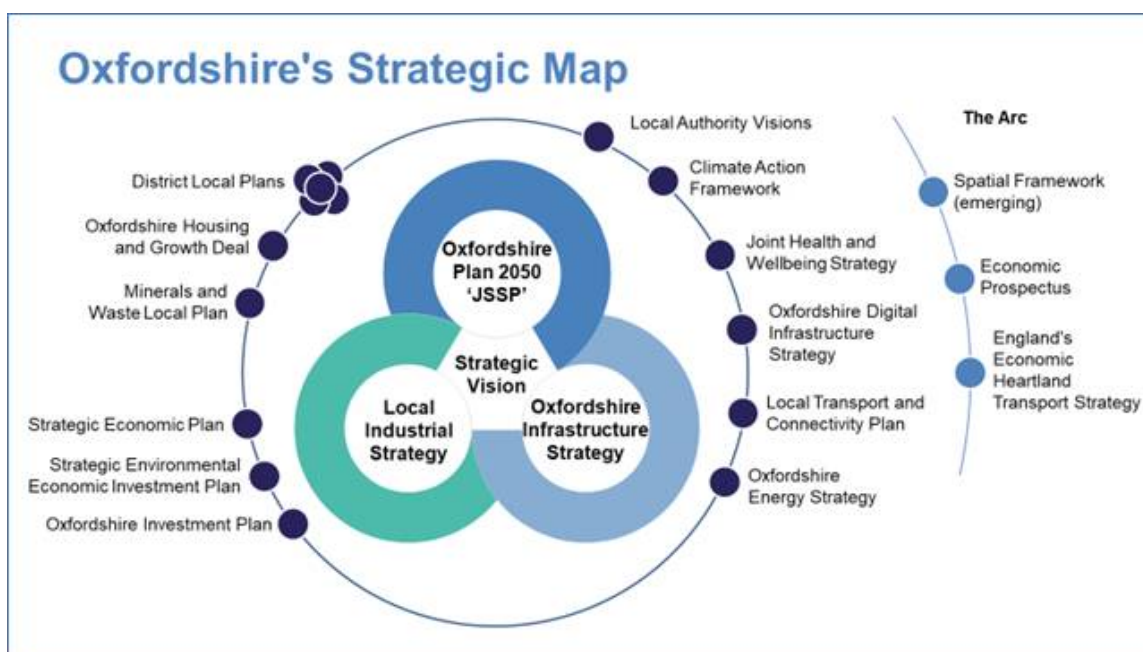 Oxfordshire's Strategic Map
District Local Plans
Oxfordshire Housing
and Growth Deal
Minerals and
Waste Local Plan
Strategic Economic Plan
Strategic Environmental
Economic Investment Plan
Oxfordshire Investment Plan
Oxfordshire
Plan 2050
‘JSSP’
Strategic
Vision
Local
Industrial
Strategy
Oxfordshire
Infrastructure
Strategy
Local Authority Visions
Climate Action
Framework
Joint Health and
Wellbeing Strategy
Oxfordshire Digital
Infrastructure
Strategy
Local Transport and
Connectivity Plan
Oxfordshire
Energy Strategy
The Arc
Spatial Framework
(emerging)
Economic
Prospectus
England's
Economic
Heartland
Transport Strategy